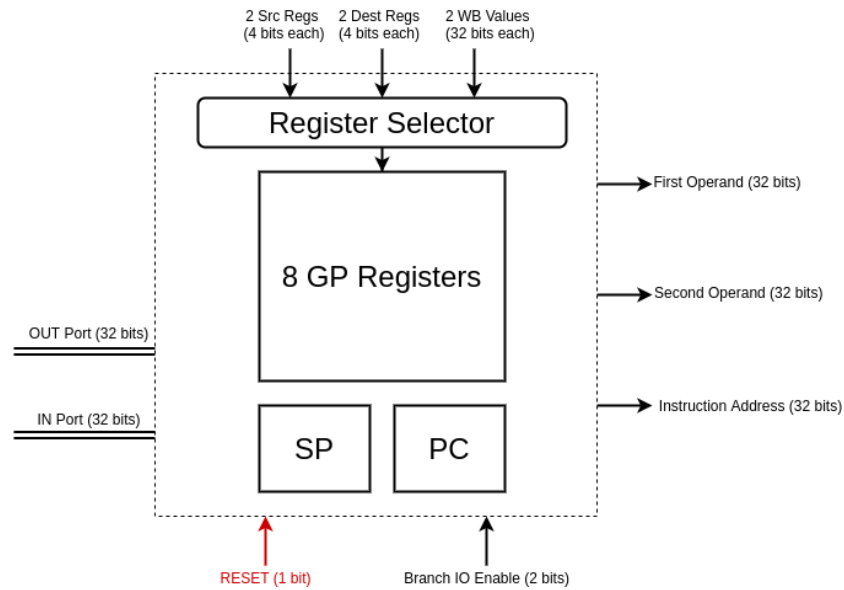 2 Src Regs
(4 bits each)
2 Dest Regs
(4 bits each)
2 WB Values
(32 bits each)
Register Selector
First Operand (32 bits)
8 GP Registers
Second Operand (32 bits)
OUT Port (32 bits)
IN Port (32 bits)
Instruction Address (32 bits)
SP
PC
RESET (1 bit)
Branch IO Enable (2 bits)